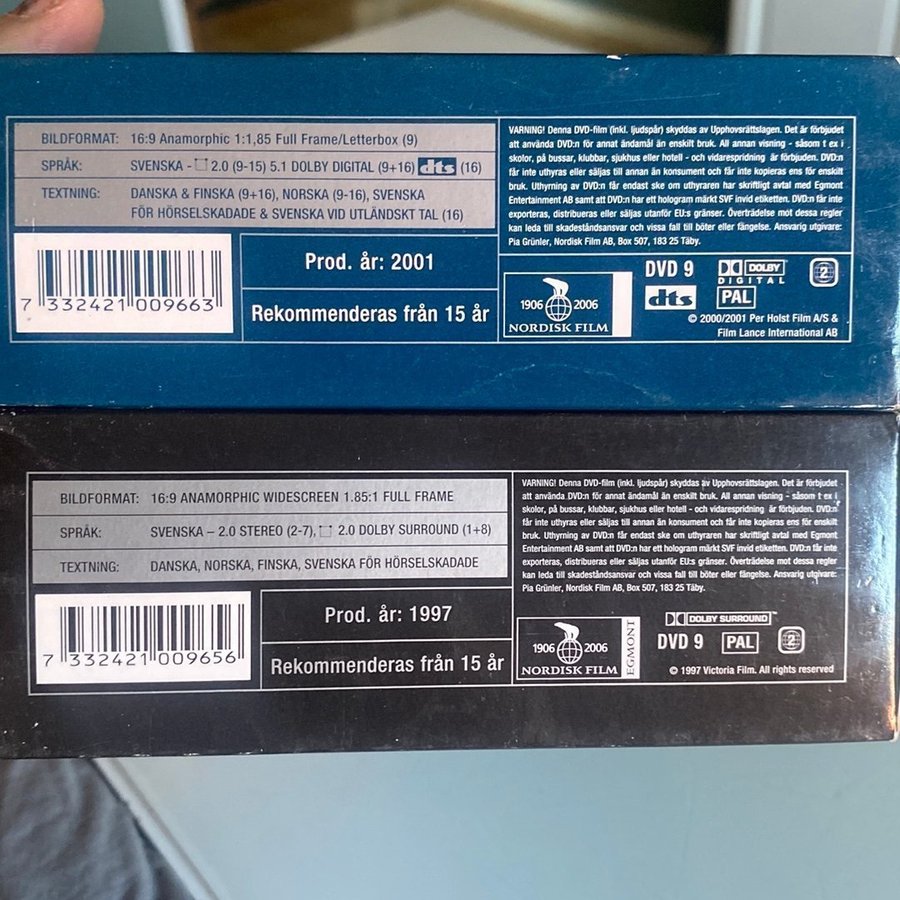 BILDFORMAT: 16:9 Anamorphic 1:1,85 Full Frame/Letterbox (9)
SPRÅK: SVENSKA - 2.0 (9-15) 5.1 DOLBY DIGITAL (9+16) dts (16)
TEXTNING: DANSKA & FINSKA (9+16), NORSKA (9-16), SVENSKA
FÖR HÖRSELSKADADE & SVENSKA VID UTLÄNDSKT TAL (16)
7 332421 009663
Prod. år: 2001
Rekommenderas från 15 år
VARNING! Denna DVD-film (inkl. ljudspår) skyddas av Upphovsrättslagen. Det är förbjudet
att använda DVD:n för annat ändamål än enskilt bruk. All annan visning - såsom t ex i
skolor, på bussar, klubbar, sjukhus eller hotell - och vidarespridning är förbjuden. DVD:n
får inte uthyras eller säljas till annan än konsument och får inte kopieras ens för enskilt
bruk. Uthyrning av DVD:n får endast ske om uthyraren har skriftligt avtal med Egmont
Entertainment AB samt att DVD:n har ett hologram märkt SVF invid etiketten. DVD:n får inte
exporteras, distribueras eller säljas utanför EU:s gränser. Överträdelse mot dessa regler
kan leda till skadeståndsansvar och vissa fall till böter eller fängelse. Ansvarig utgivare:
Pia Grünler, Nordisk Film AB, Box 507, 183 25 Täby.
1906 2006
NORDISK FILM
DVD 9
DOLBY
DIGITAL
2
dts
PAL
© 2000/2001 Per Holst Film A/S &
Film Lance International AB
BILDFORMAT: 16:9 ANAMORPHIC WIDESCREEN 1.85:1 FULL FRAME
SPRÅK: SVENSKA – 2.0 STEREO (2-7), 2.0 DOLBY SURROUND (1+8)
TEXTNING: DANSKA, NORSKA, FINSKA, SVENSKA FÖR HÖRSELSKADADE
7 332421 009656
Prod. år: 1997
Rekommenderas från 15 år
VARNING! Denna DVD-film (inkl. ljudspår) skyddas av Upphovsrättslagen. Det är förbjudet
att använda DVD:n för annat ändamål än enskilt bruk. All annan visning - såsom t ex i
skolor, på bussar, klubbar, sjukhus eller hotell - och vidarespridning är förbjuden. DVD:n
får inte uthyras eller säljas till annan än konsument och får inte kopieras ens för enskilt
bruk. Uthyrning av DVD:n får endast ske om uthyraren har skriftligt avtal med Egmont
Entertainment AB samt att DVD:n har ett hologram märkt SVF invid etiketten. DVD:n får inte
exporteras, distribueras eller säljas utanför EU:s gränser. Överträdelse mot dessa regler
kan leda till skadeståndsansvar och vissa fall till böter eller fängelse. Ansvarig utgivare:
Pia Grünler, Nordisk Film AB, Box 507, 183 25 Täby.
1906 2006
NORDISK FILM
EGMONT
DOLBY SURROUND
DVD 9
PAL
2
© 1997 Victoria Film. All rights reserved